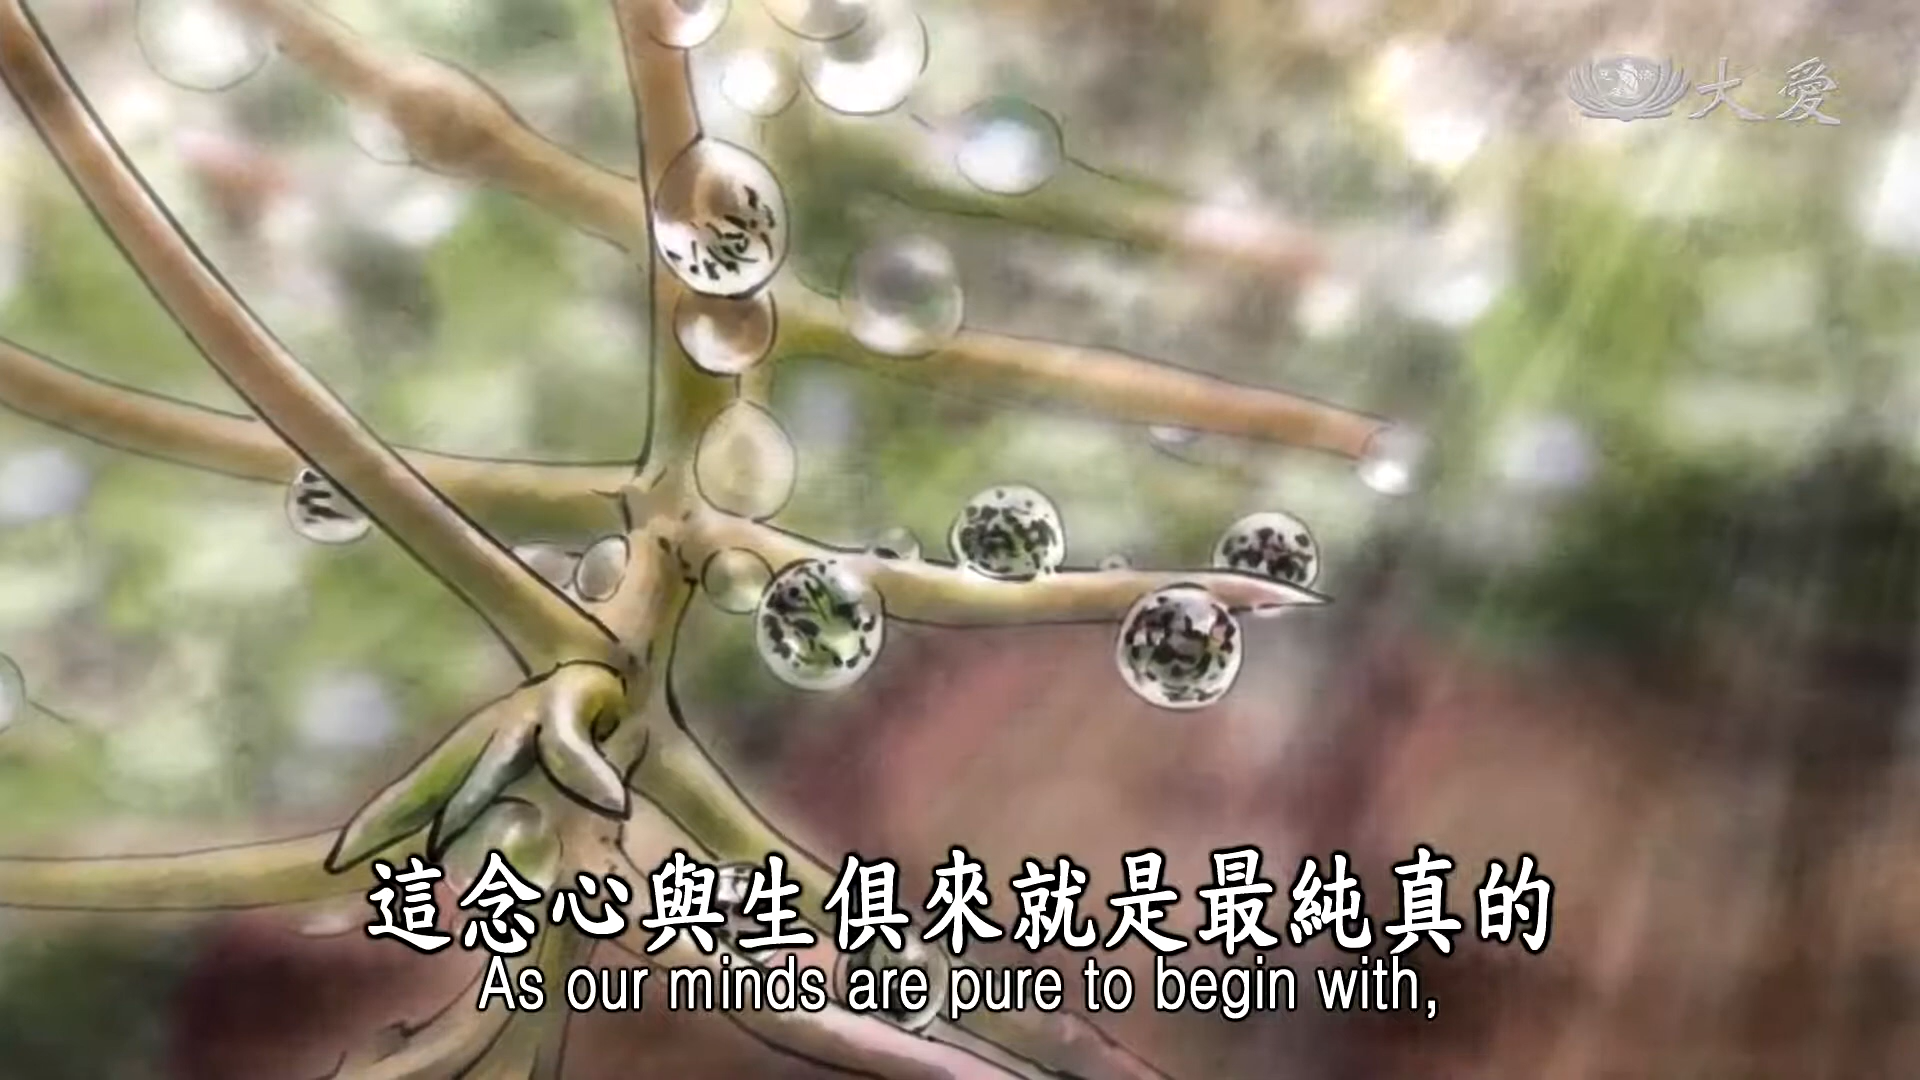 大愛
這念心與生俱來就是最純真的
As our minds are pure to begin with,